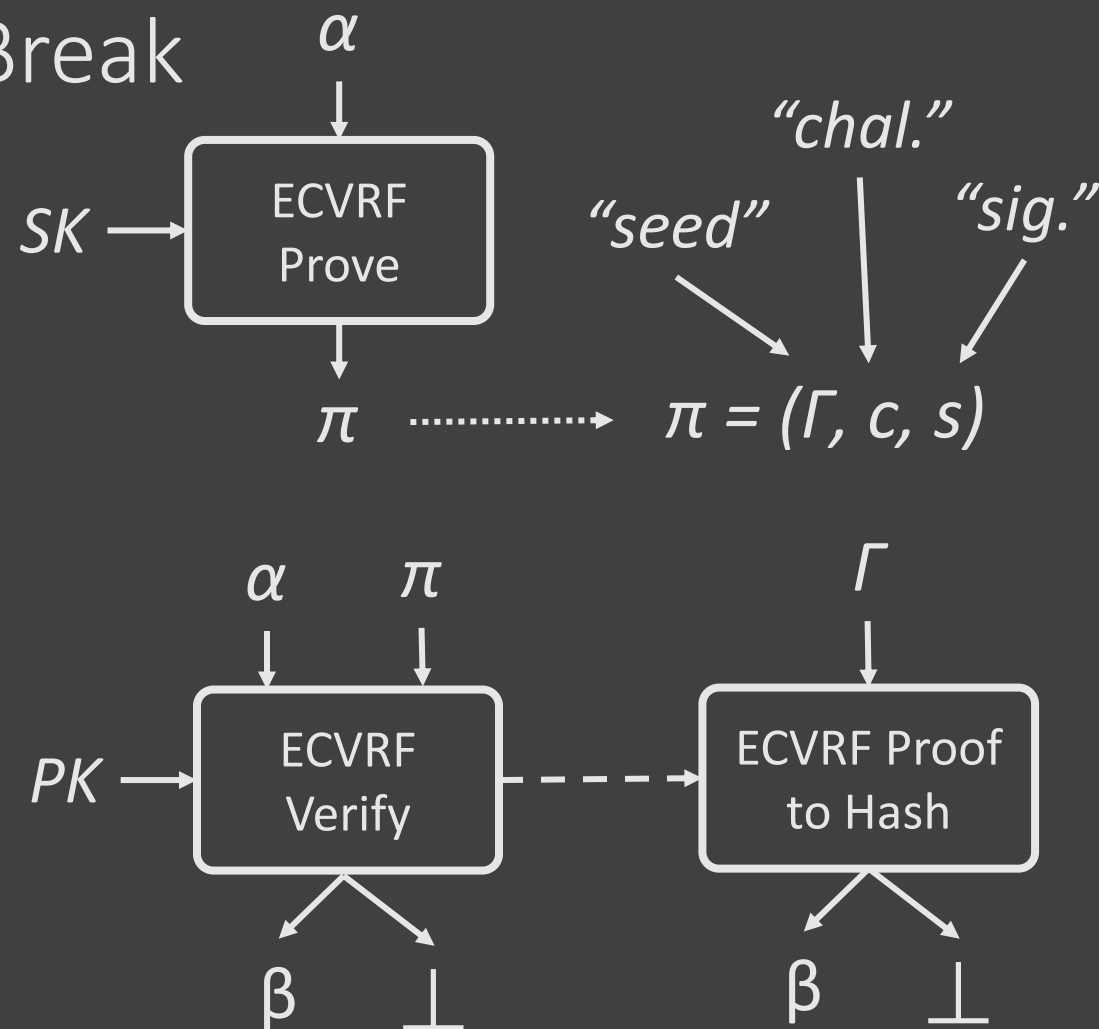 Break
α
SK
ECVRF
Prove
π
“seed”
“chal.”
“sig.”
π = (Γ, c, s)
α
π
PK
ECVRF
Verify
β
⊥
Γ
ECVRF Proof
to Hash
β
⊥